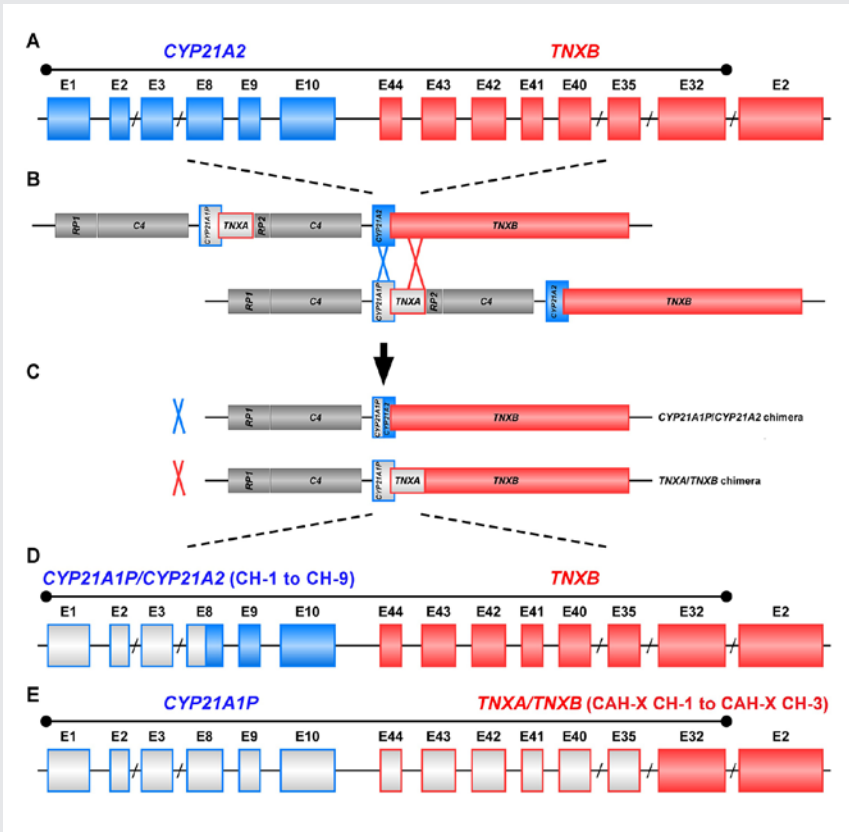 A
CYP21A2 TNXB
E1 E2 E3 E8 E9 E10 E44 E43 E42 E41 E40 E35 E32 E2
B
RP1 C4 CYP21A1P TNXA RP2 C4 CYP21A2 TNXB
RP1 C4 CYP21A1P TNXA RP2 C4 CYP21A2 TNXB
C
RP1 C4 CYP21A1P CYP21A2 TNXB CYP21A1P/CYP21A2 chimera
RP1 C4 CYP21A1P TNXA TNXB TNXA/TNXB chimera
D
CYP21A1P/CYP21A2 (CH-1 to CH-9) TNXB
E1 E2 E3 E8 E9 E10 E44 E43 E42 E41 E40 E35 E32 E2
E
CYP21A1P TNXA/TNXB (CAH-X CH-1 to CAH-X CH-3)
E1 E2 E3 E8 E9 E10 E44 E43 E42 E41 E40 E35 E32 E2